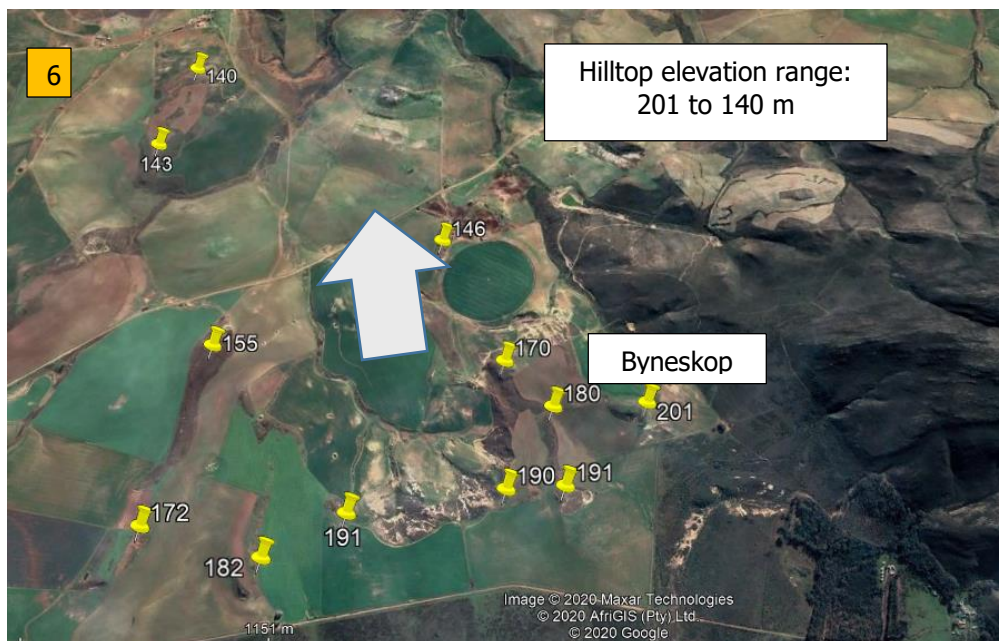 6
Hilltop elevation range:
201 to 140 m
140
143
146
155
170
Byneskop
180
201
190
191
172
191
182
1151 m
Image © 2020 Maxar Technologies
© 2020 AfriGIS (Pty) Ltd.
© 2020 Google